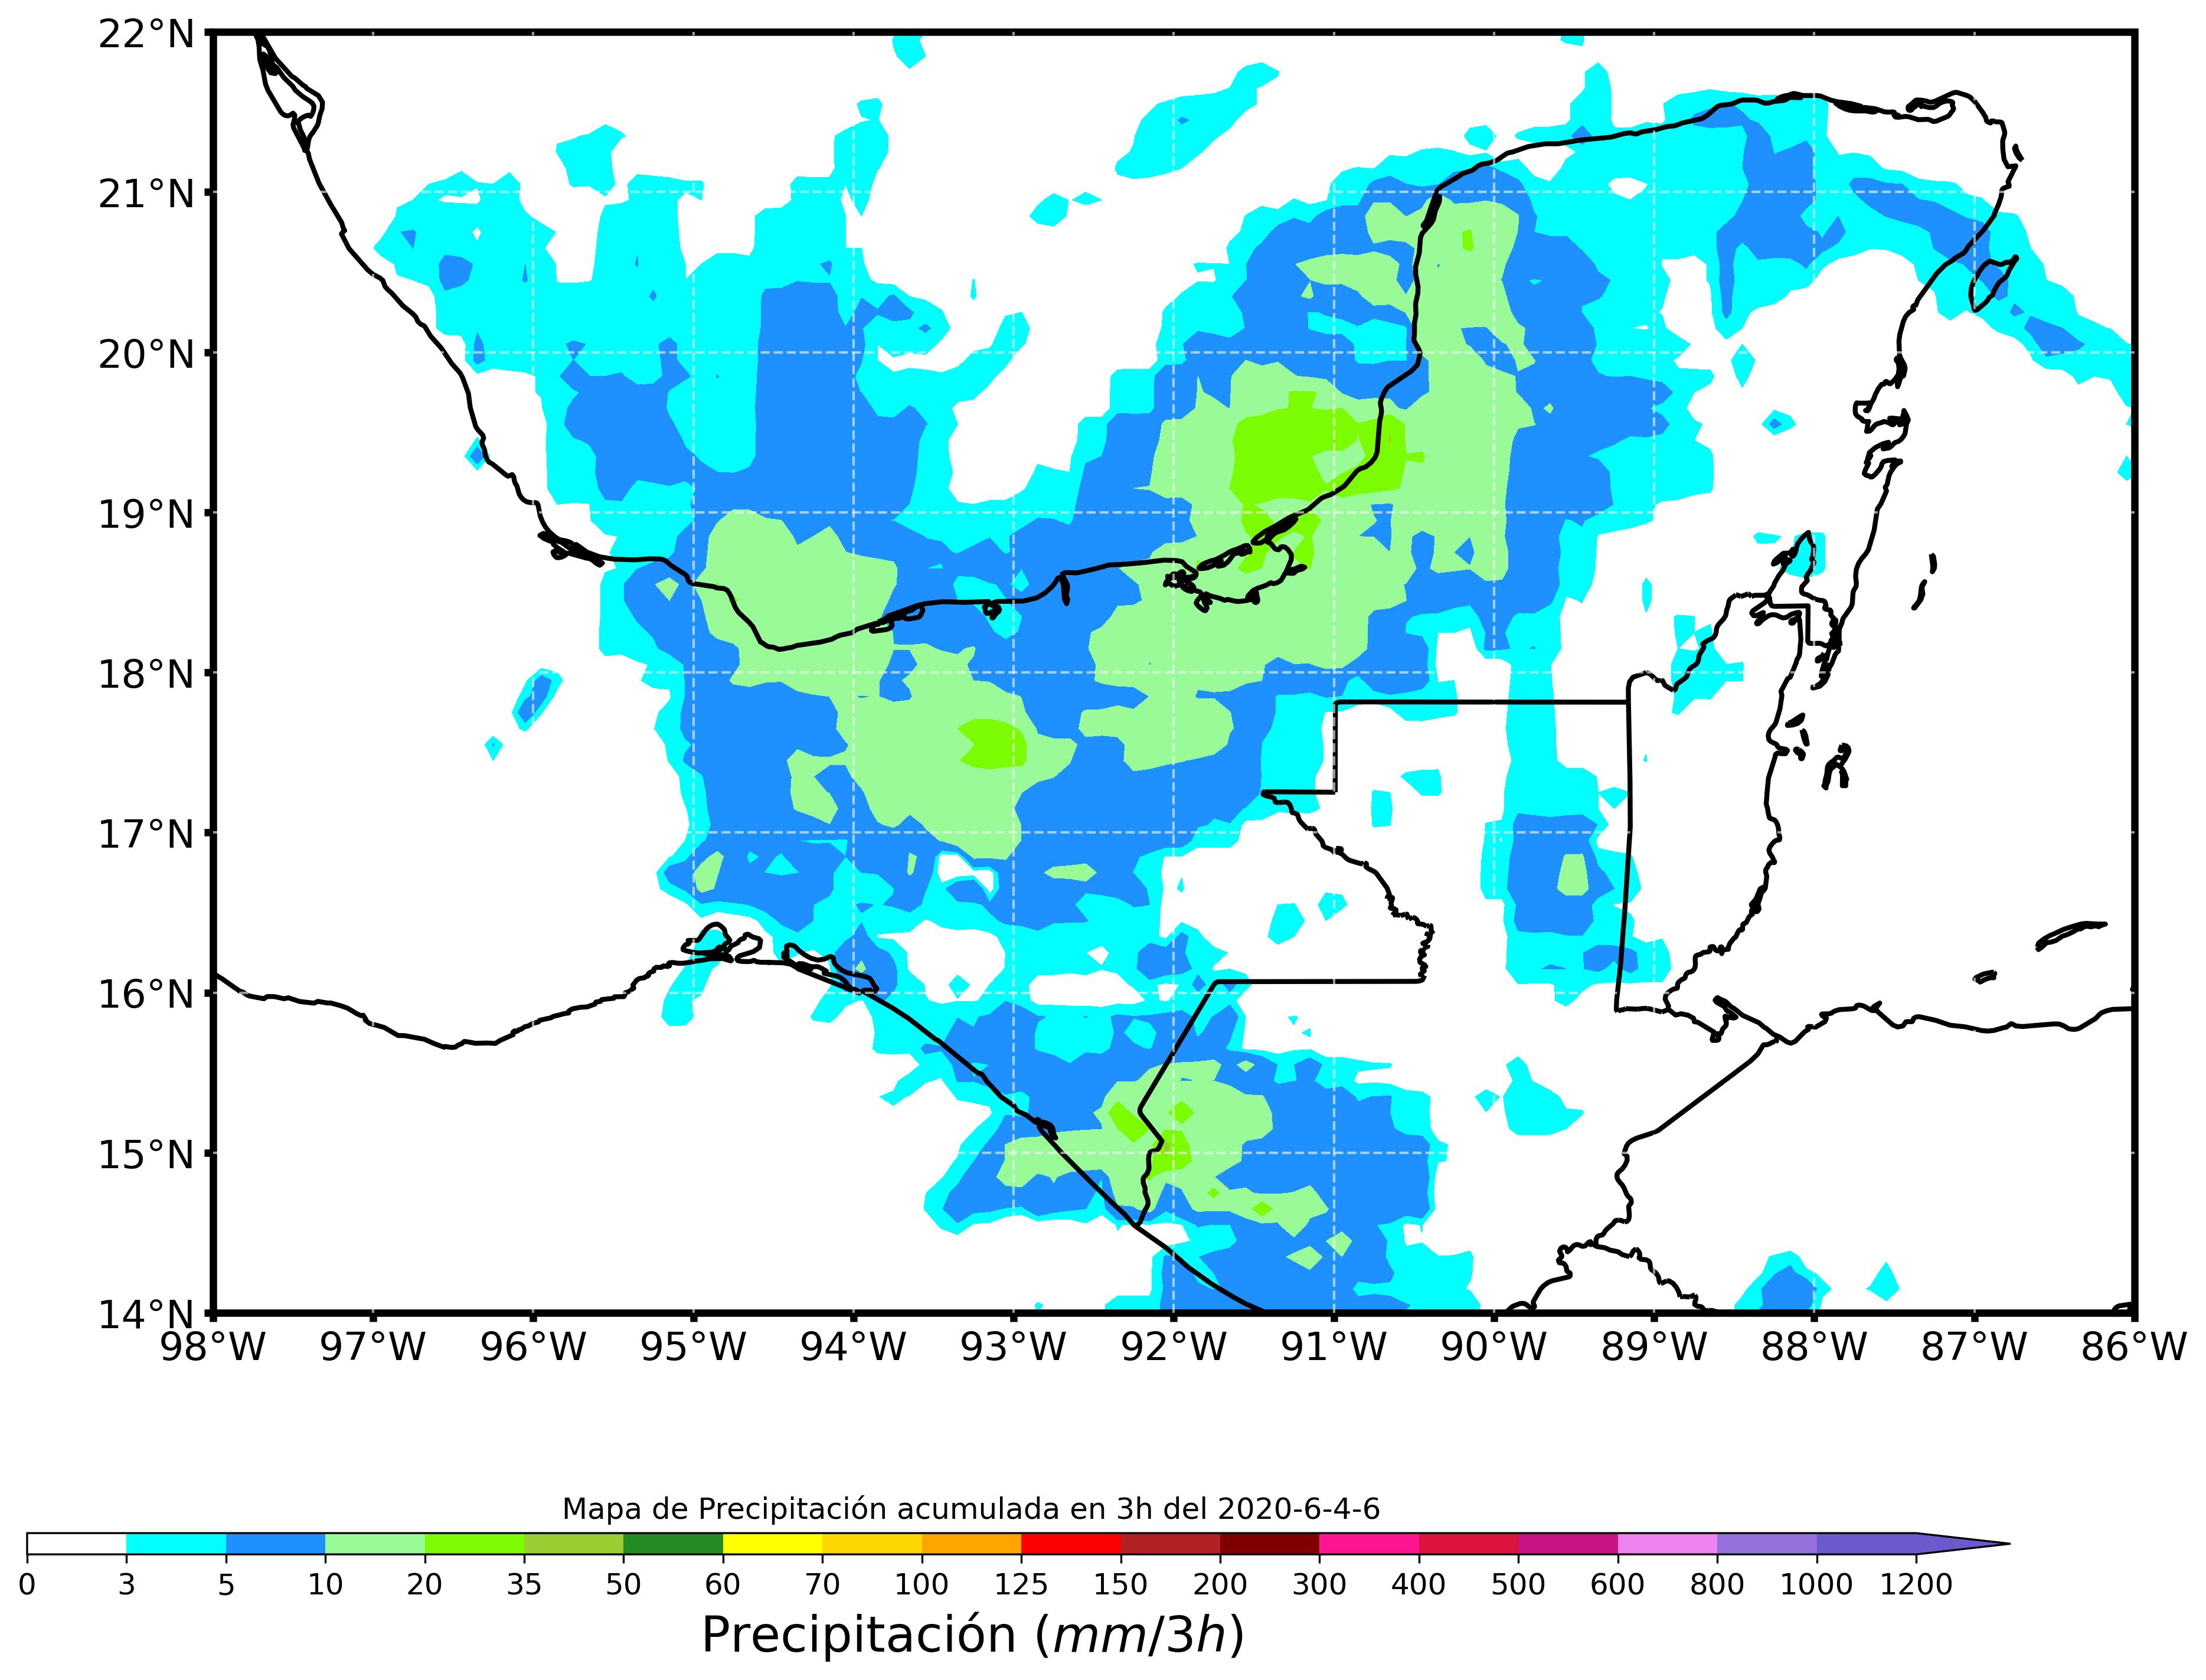 22°N
21°N
20°N
19°N
18°N
17°N
16°N
15°N
14°N
98°W 97°W 96°W 95°W 94°W 93°W 92°W 91°W 90°W 89°W 88°W 87°W 86°W
Mapa de Precipitación acumulada en 3h del 2020-6-4-6
0 3 5 10 20 35 50 60 70 100 125 150 200 300 400 500 600 800 1000 1200
Precipitación (mm/3h)